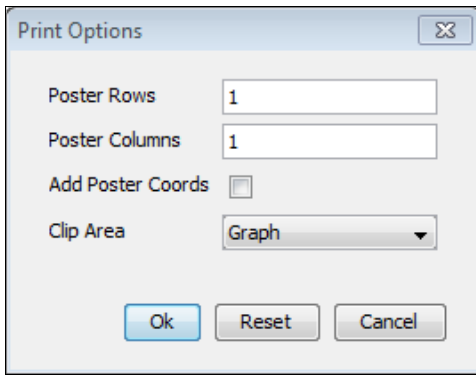 Print Options
Poster Rows 1
Poster Columns 1
Add Poster Coords
Clip Area Graph
Ok Reset Cancel